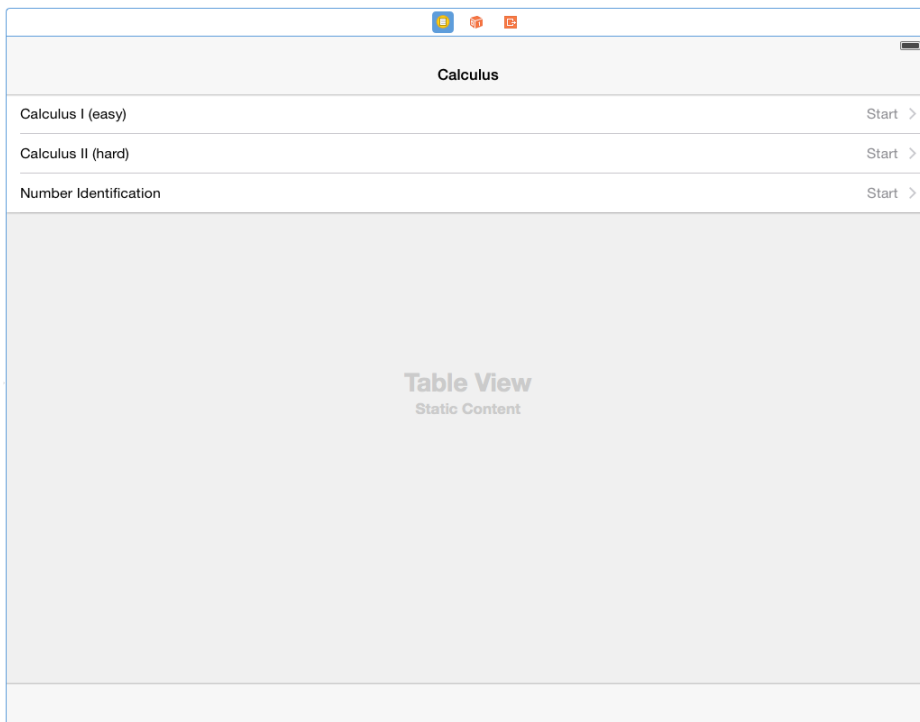 Calculus
Calculus I (easy) Start
Calculus II (hard) Start
Number Identification Start
Table View
Static Content